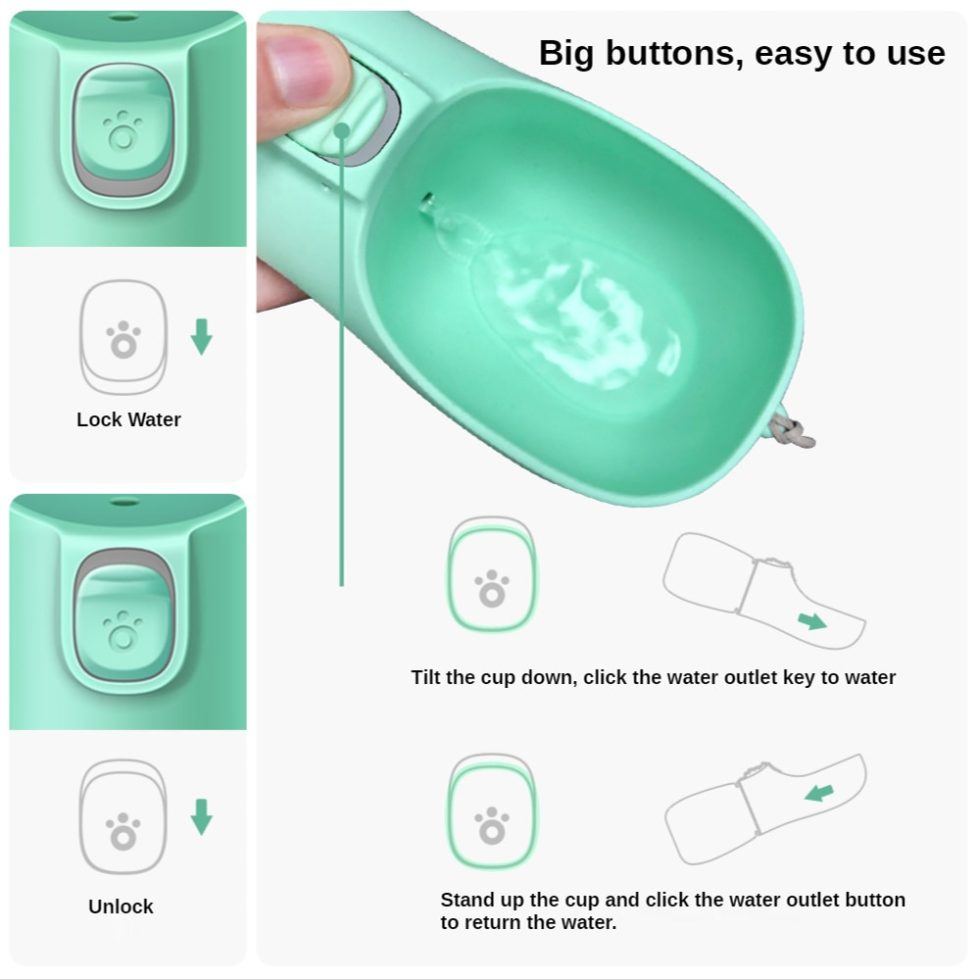 Big buttons, easy to use
Lock Water
Unlock
Tilt the cup down, click the water outlet key to water
Stand up the cup and click the water outlet button
to return the water.